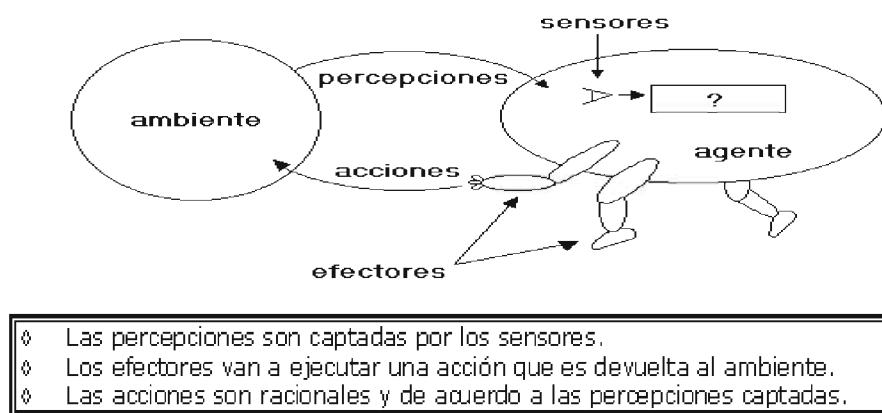 sensores
percepciones
?
ambiente
agente
acciones
efectores
◊ Las percepciones son captadas por los sensores.
◊ Los efectores van a ejecutar una acción que es devuelta al ambiente.
◊ Las acciones son racionales y de acuerdo a las percepciones captadas.